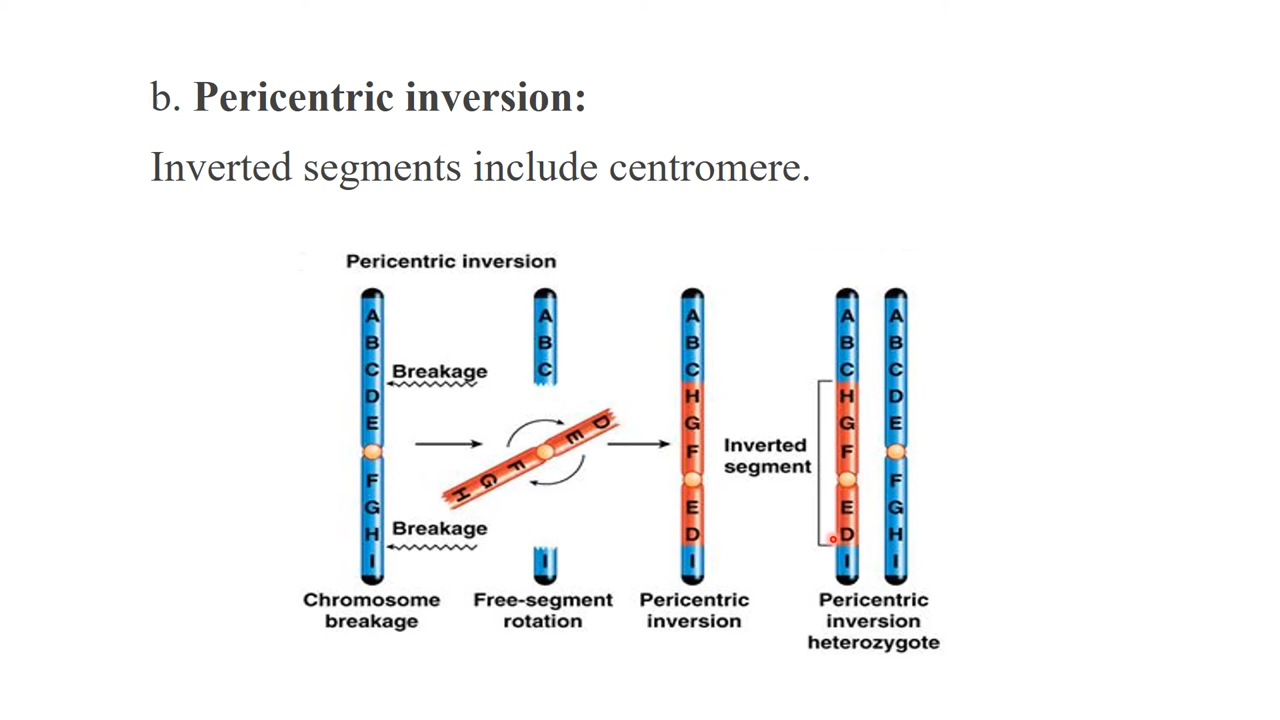 b. Pericentric inversion:
Inverted segments include centromere.
Pericentric inversion
A
B
C
D
E
F
G
H
I
Breakage
Breakage
A
B
C
D
E
F
G
H
I
A
B
C
H
G
F
E
D
I
Inverted
segment
A
B
C
H
G
F
E
D
I
A
B
C
D
E
F
G
H
I
Chromosome
breakage
Free-segment
rotation
Pericentric
inversion
Pericentric
inversion
heterozygote